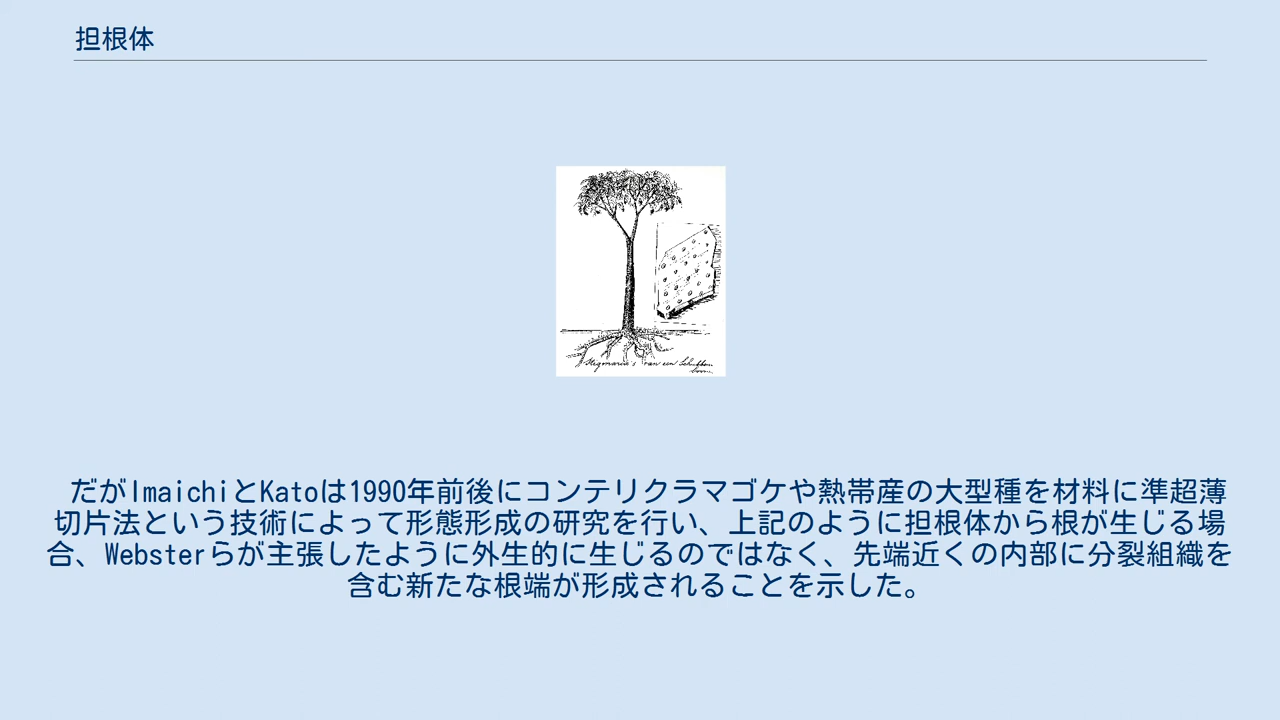 担根体
だがImaichiとKatoは1990年前後にコンテリクラマゴケや熱帯産の大型種を材料に準超薄
切片法という技術によって形態形成の研究を行い、上記のように担根体から根が生じる場
合、Websterらが主張したように外生的に生じるのではなく、先端近くの内部に分裂組織を
含む新たな根端が形成されることを示した。